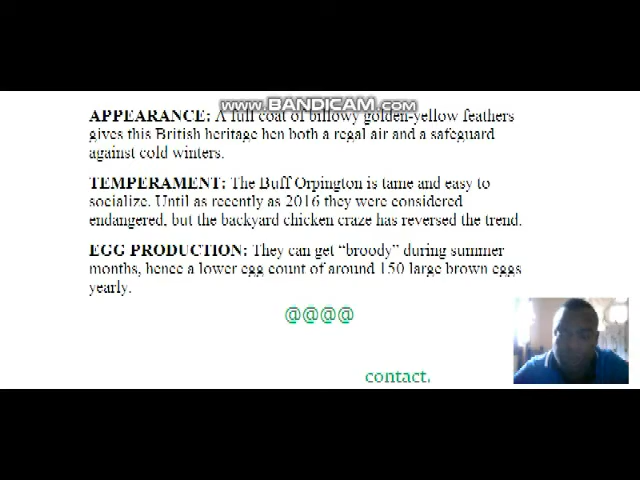 www.BANDICAM.com
APPEARANCE: A full coat of billowy golden-yellow feathers
gives this British heritage hen both a regal air and a safeguard
against cold winters.
TEMPERAMENT: The Buff Orpington is tame and easy to
socialize. Until as recently as 2016 they were considered
endangered, but the backyard chicken craze has reversed the trend.
EGG PRODUCTION: They can get “broody” during summer
months, hence a lower egg count of around 150 large brown eggs
yearly.
@@@@
contact.